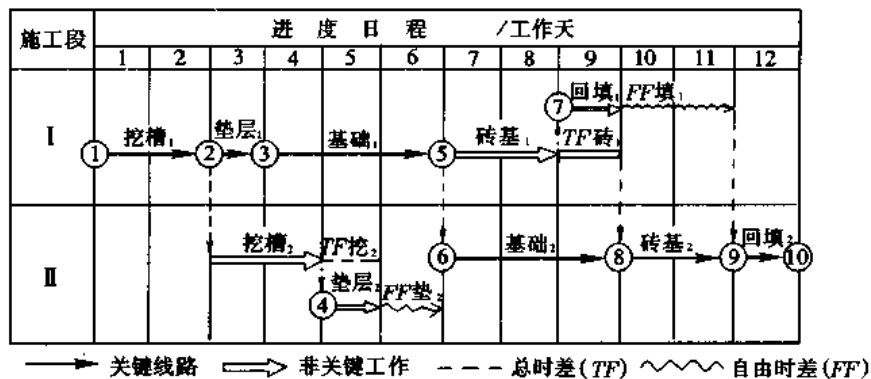 施工段 进度日程/工作天
1 2 3 4 5 6 7 8 9 10 11 12
⑦ 回填₁ FF填₁
Ⅰ ① 挖槽₁ ② 垫层₁ ③ 基础₁ ⑤ 砖基₁ TF砖₁
Ⅱ 挖槽₂ TF挖₂ ⑥ 基础₂ ⑧ 砖基₂ ⑨ 回填₂ ⑩
④ 垫层₂ FF垫₂
关键线路 非关键工作 总时差(TF) 自由时差(FF)